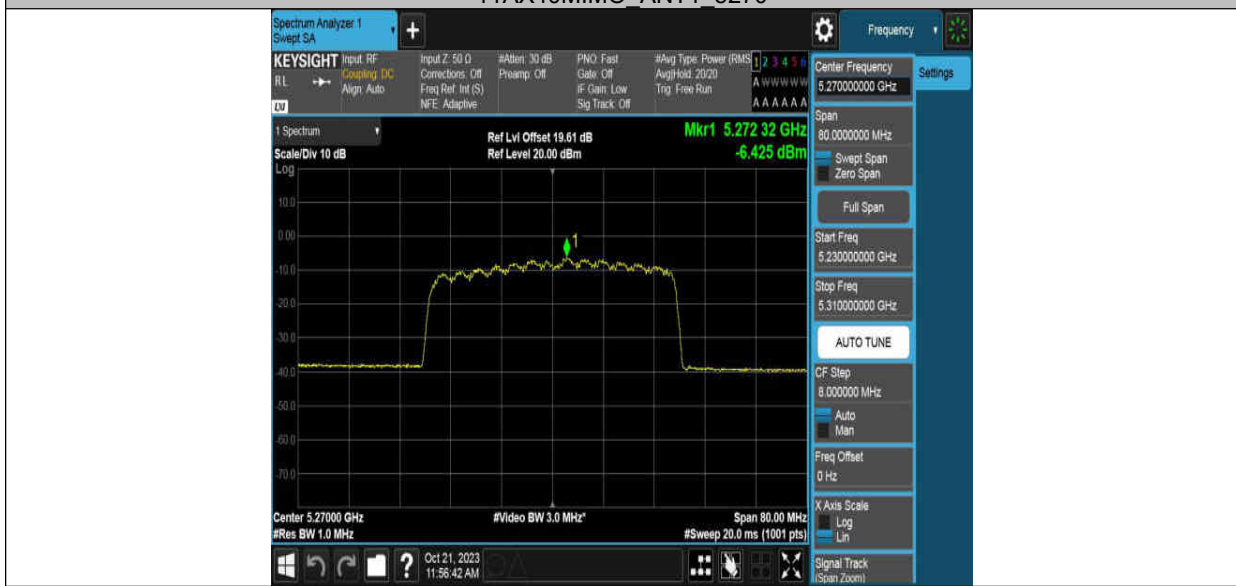 Spectrum Analyzer 1
Swept SA
+
Frequency
KEYSIGHT
RL
Input: RF
Coupling: DC
Align: Auto
Input Z: 50 Ω
Corrections: Off
Freq Ref: Int (S)
NFE: Adaptive
#Atten: 30 dB
Preamp: Off
PNO: Fast
Gate: Off
IF Gain: Low
Sig Track: Off
#Avg Type: Power (RMS
Avg|Hold: 20/20
Trig: Free Run
1 2 3 4 5 6
A W W W W W
A A A A A A
1 Spectrum
Scale/Div 10 dB
Log
Ref Lvl Offset 19.61 dB
Ref Level 20.00 dBm
Mkr1 5.272 32 GHz
-6.425 dBm
10.0
0.00
-10.0
-20.0
-30.0
-40.0
-50.0
-60.0
-70.0
1
Center 5.27000 GHz
#Res BW 1.0 MHz
#Video BW 3.0 MHz*
Span 80.00 MHz
#Sweep 20.0 ms (1001 pts)
?
Oct 21, 2023
11:56:42 AM
Center Frequency
5.270000000 GHz
Settings
Span
80.0000000 MHz
Swept Span
Zero Span
Full Span
Start Freq
5.230000000 GHz
Stop Freq
5.310000000 GHz
AUTO TUNE
CF Step
8.000000 MHz
Auto
Man
Freq Offset
0 Hz
X Axis Scale
Log
Lin
Signal Track
(Span Zoom)